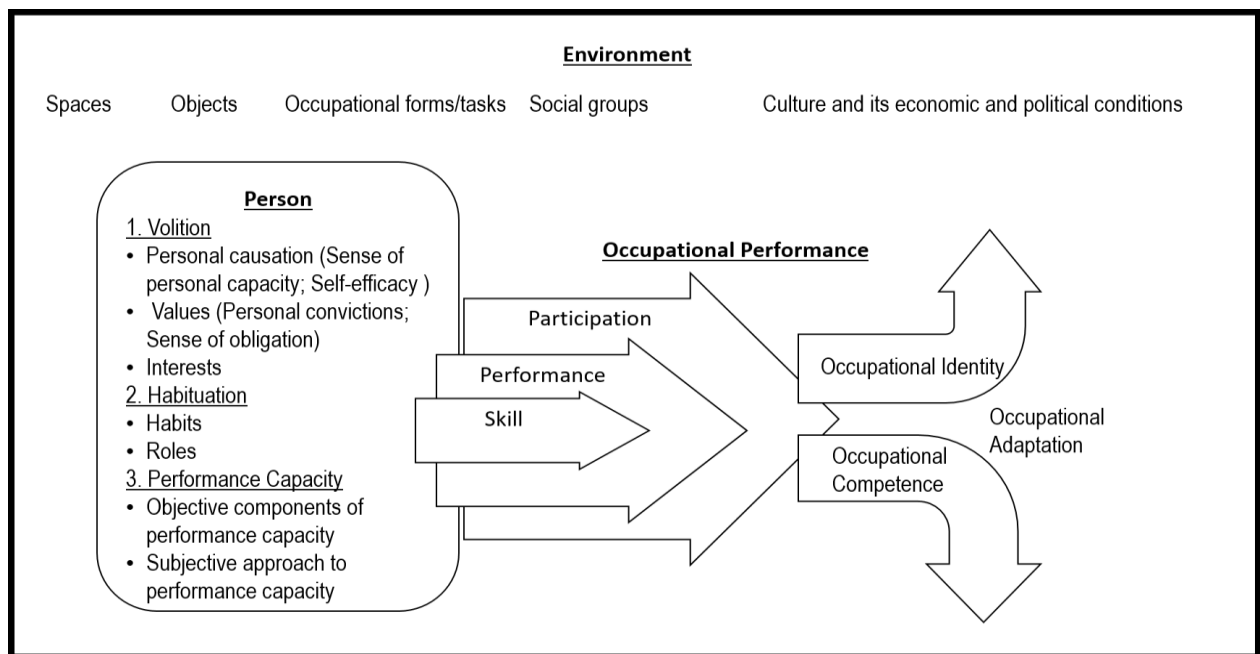 Environment
Spaces Objects Occupational forms/tasks Social groups Culture and its economic and political conditions
Person
1. Volition
• Personal causation (Sense of
personal capacity; Self-efficacy )
• Values (Personal convictions;
Sense of obligation)
• Interests
2. Habituation
• Habits
• Roles
3. Performance Capacity
• Objective components of
performance capacity
• Subjective approach to
performance capacity
Occupational Performance
Participation
Performance
Skill
Occupational Identity
Occupational
Competence
Occupational
Adaptation